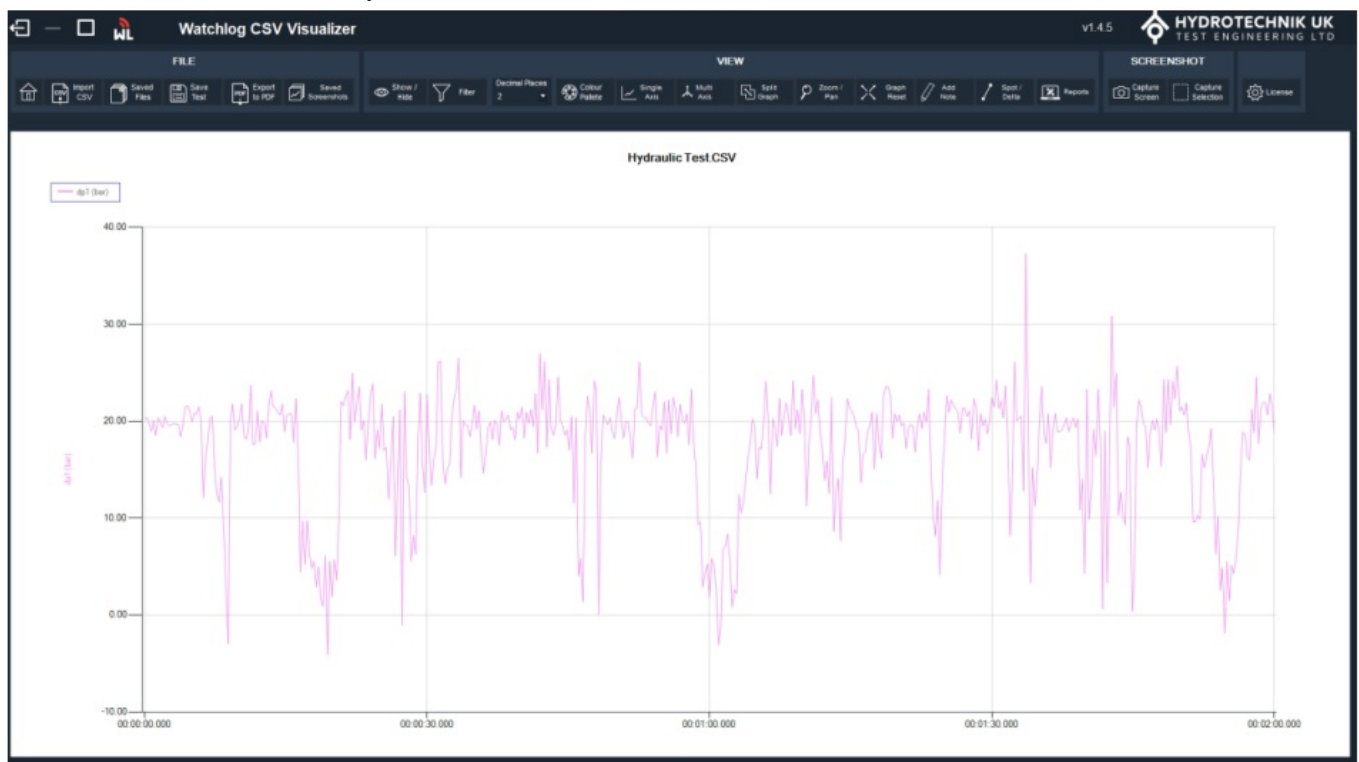 WL Watchlog CSV Visualizer v1.4.5 HYDROTECHNIK UK
TEST ENGINEERING LTD
FILE VIEW SCREENSHOT
Import CSV
Saved Files
Save Test
Export to PDF
Saved Screenshots
Show / Hide
Filter
Decimal Places
2
Colour Palete
Single Axis
Multi Axis
Split Graph
Zoom / Pan
Graph Reset
Add Note
Spot / Delta
Reports
Capture Screen
Capture Selection
License
Hydraulic Test.CSV
dp1 (bar)
40.00
30.00
20.00
10.00
0.00
-10.00
dp1 (bar)
00:00:00.000 00:00:30.000 00:01:00.000 00:01:30.000 00:02:00.000